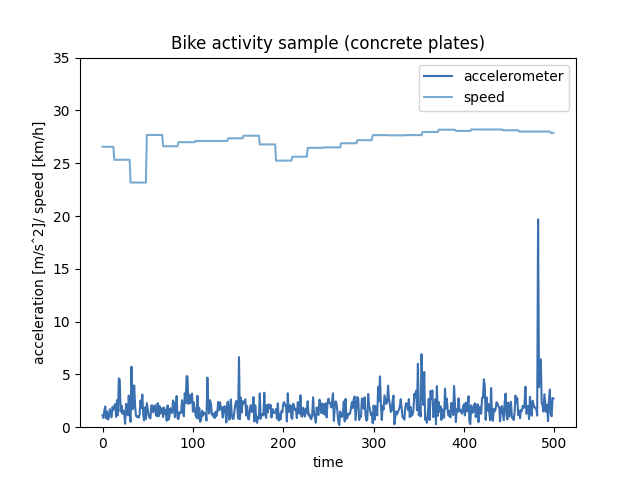 Bike activity sample (concrete plates)
accelerometer
speed
35
30
25
20
15
10
5
0
acceleration [m/sˆ2]/ speed [km/h]
0 100 200 300 400 500
time